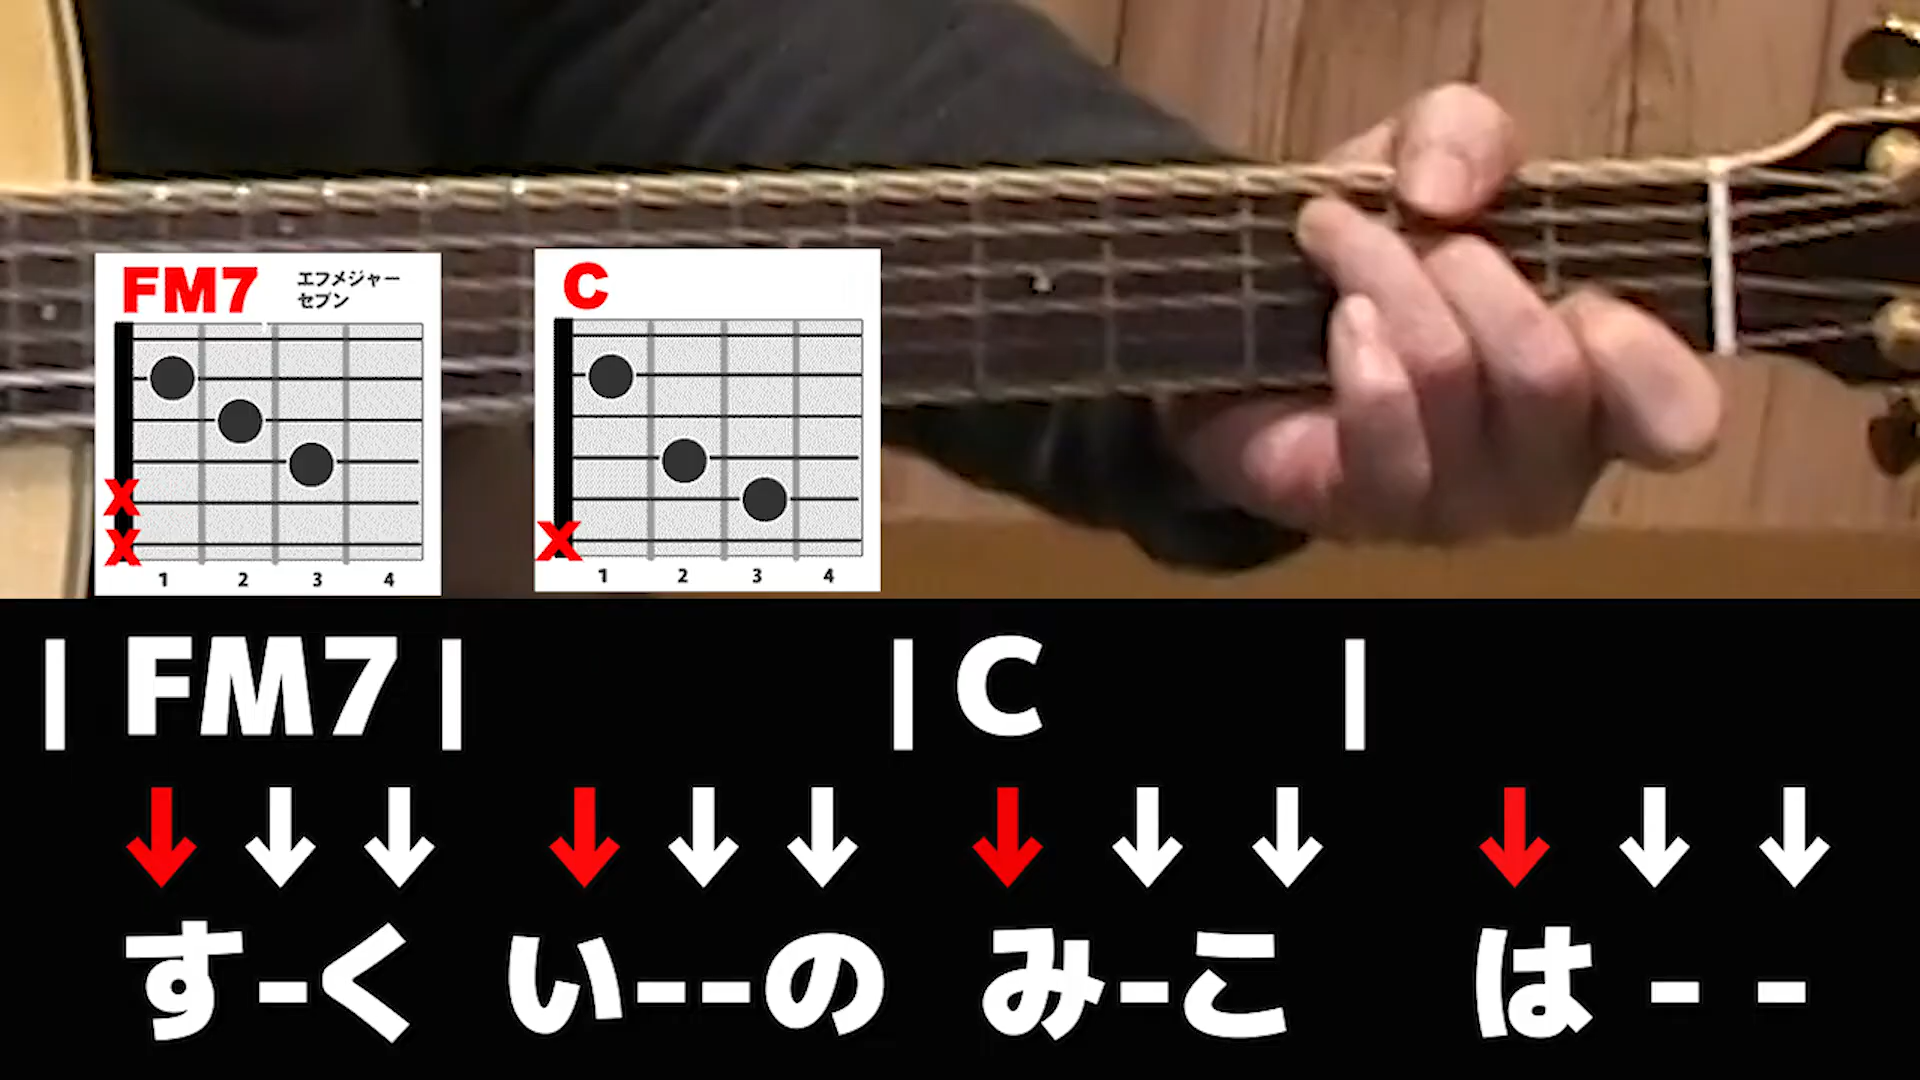 FM7 エフメジャー
セブン
X
X
1 2 3 4
C
X
1 2 3 4
| FM7 | | C |
↓ ↓ ↓ ↓ ↓ ↓ ↓ ↓ ↓ ↓ ↓ ↓
す-く い--の み-こ は - -